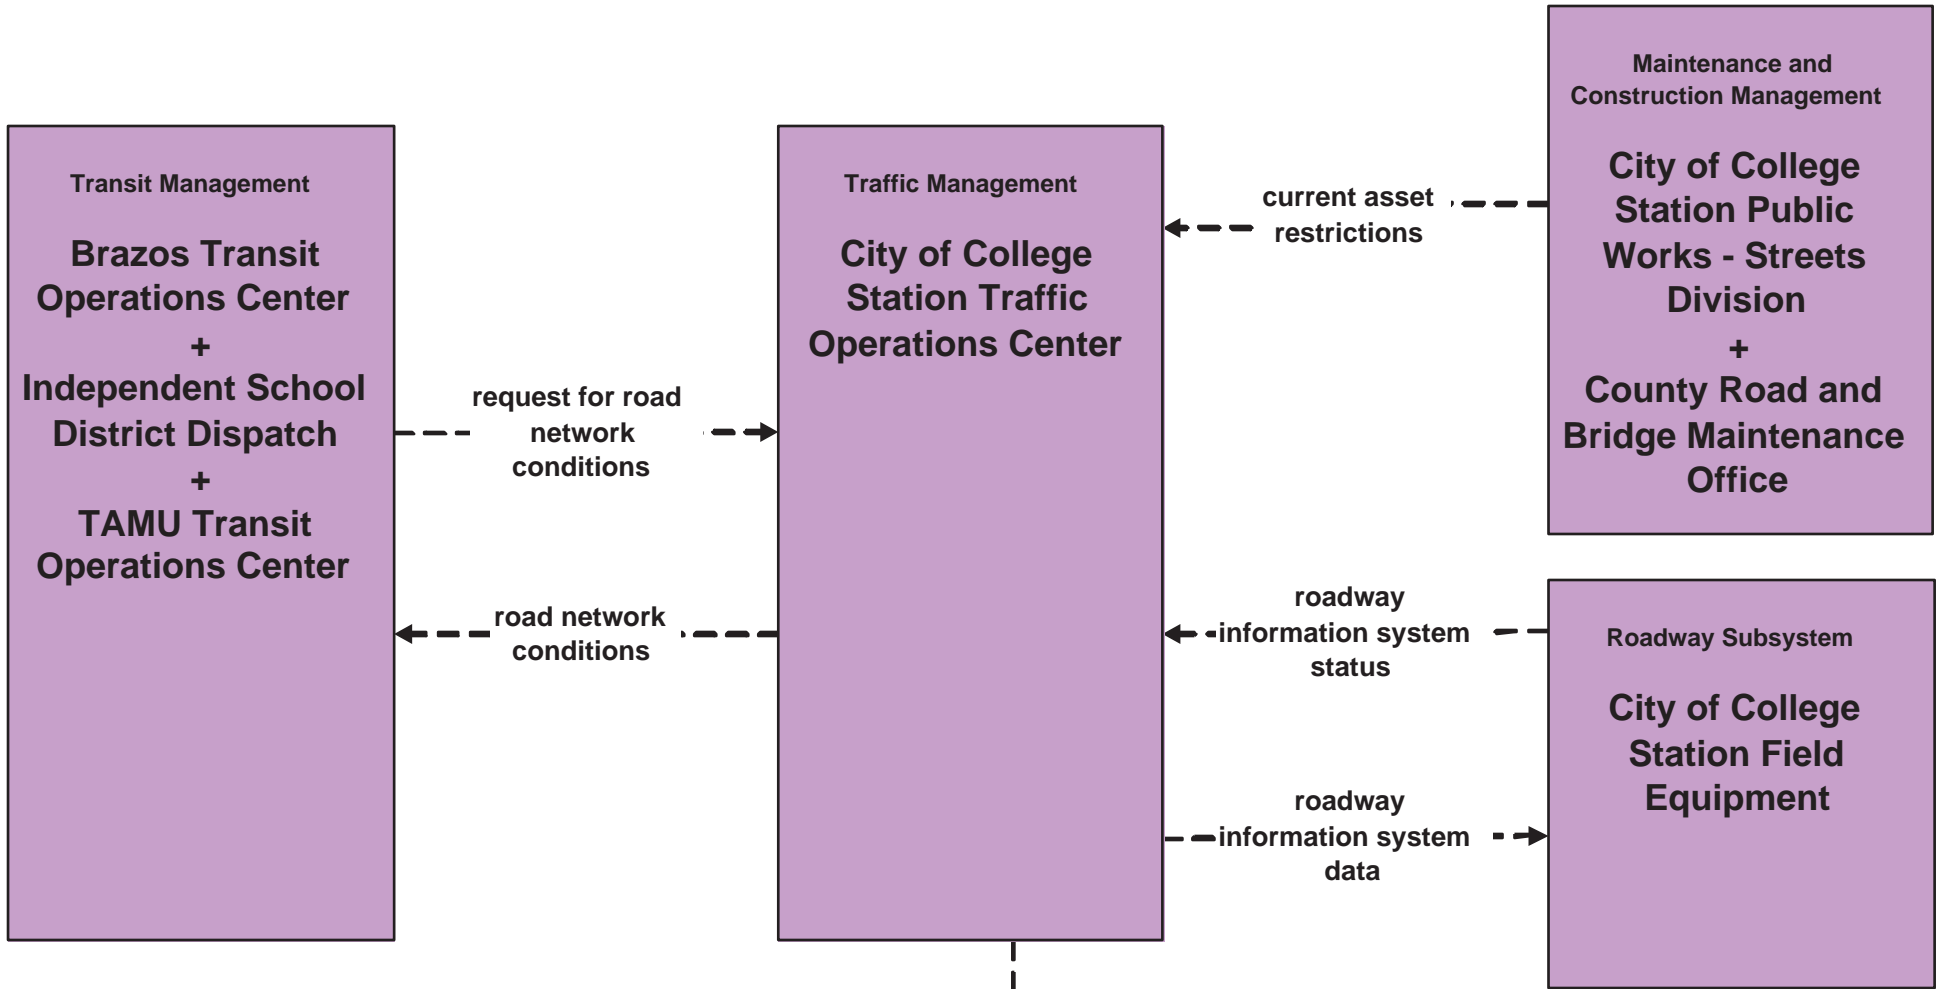 Transit Management
Brazos Transit
Operations Center
+
Independent School
District Dispatch
+
TAMU Transit
Operations Center
request for road
network
conditions
road network
conditions
Traffic Management
City of College
Station Traffic
Operations Center
current asset
restrictions
roadway
information system
status
roadway
information system
data
Maintenance and
Construction Management
City of College
Station Public
Works - Streets
Division
+
County Road and
Bridge Maintenance
Office
Roadway Subsystem
City of College
Station Field
Equipment